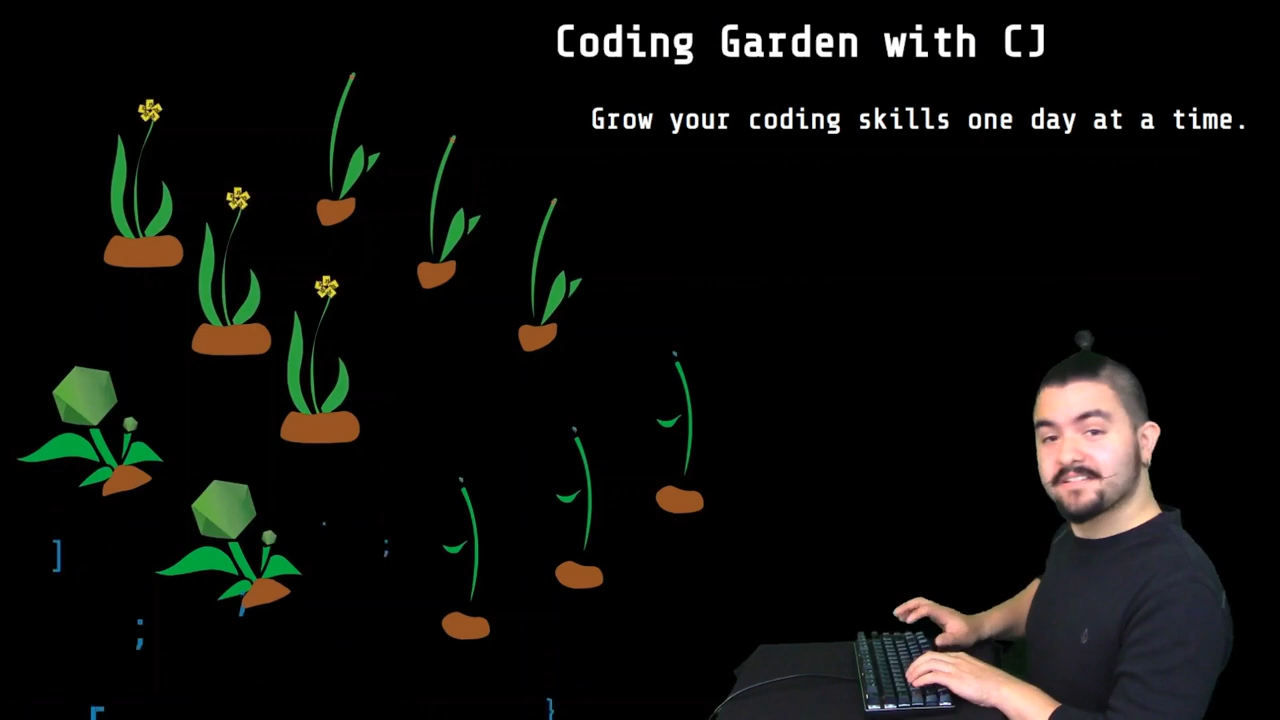 Coding Garden with CJ
Grow your coding skills one day at a time.
]
;
;
}